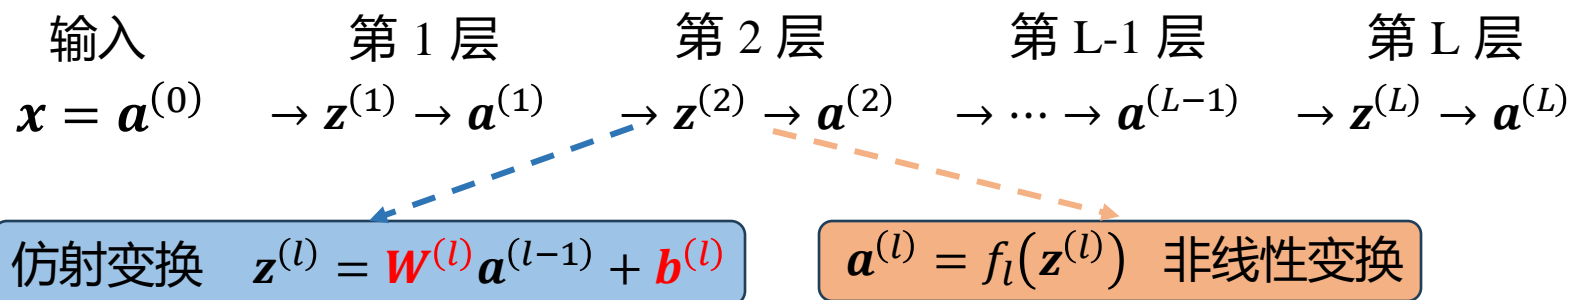 输入 第 1 层 第 2 层 第 L-1 层 第 L 层
x = a^(0) → z^(1) → a^(1) → z^(2) → a^(2) → ⋯ → a^(L−1) → z^(L) → a^(L)
仿射变换 z^(l) = W^(l) a^(l−1) + b^(l) a^(l) = f_l(z^(l)) 非线性变换